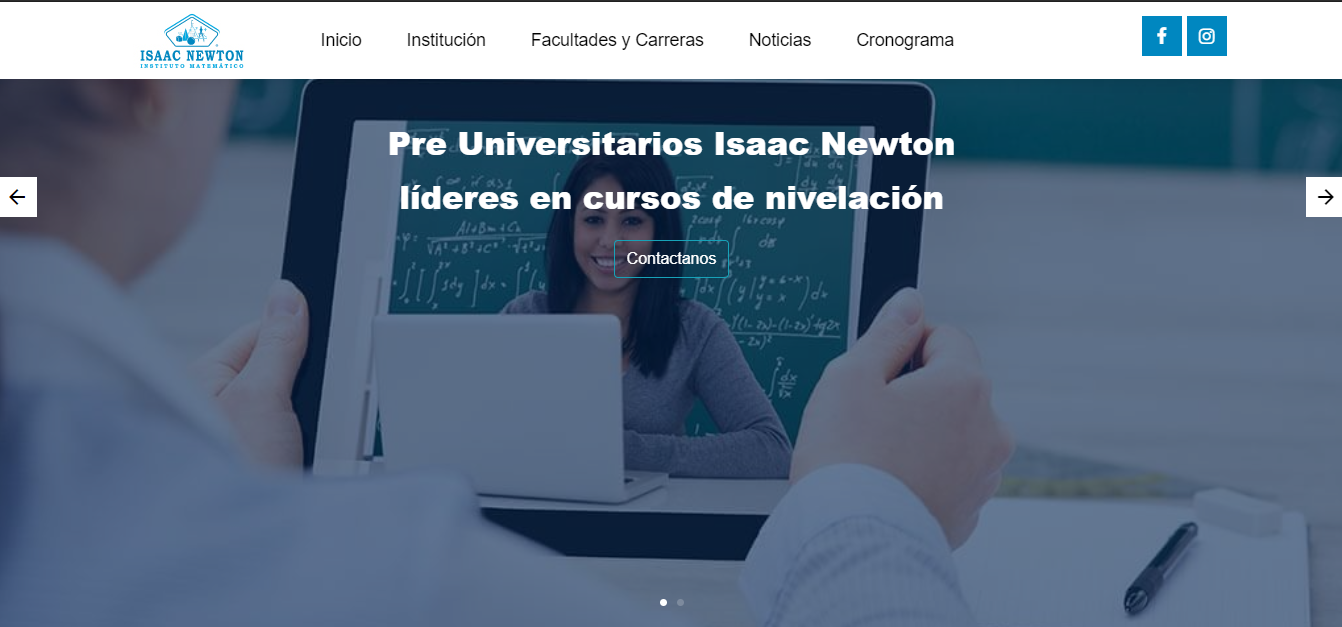 ISAAC NEWTON
INSTITUTO MATEMÁTICO
Inicio
Institución
Facultades y Carreras
Noticias
Cronograma
Pre Universitarios Isaac Newton
líderes en cursos de nivelación
Contactanos